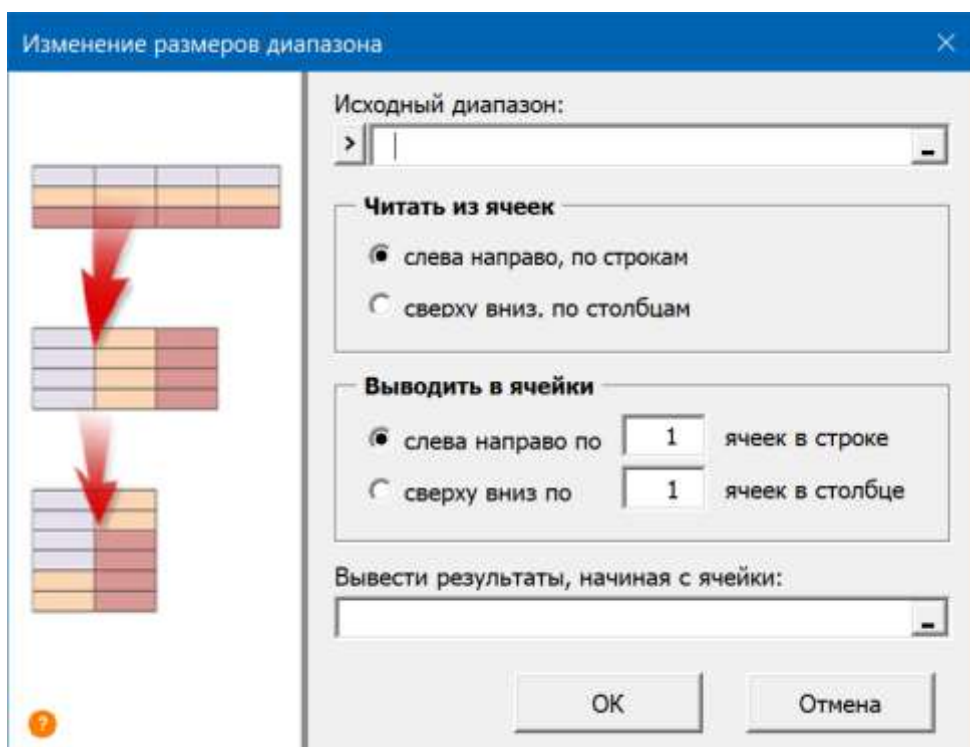 Изменение размеров диапазона
Исходный диапазон:
>
Читать из ячеек
слева направо, по строкам
сверху вниз, по столбцам
Выводить в ячейки
слева направо по 1 ячеек в строке
сверху вниз по 1 ячеек в столбце
Вывести результаты, начиная с ячейки:
?
OK Отмена